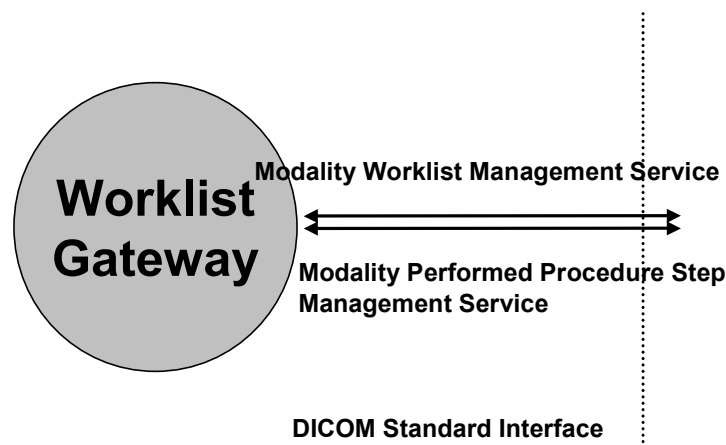 Worklist
Gateway
Modality Worklist Management Service
Modality Performed Procedure Step
Management Service
DICOM Standard Interface